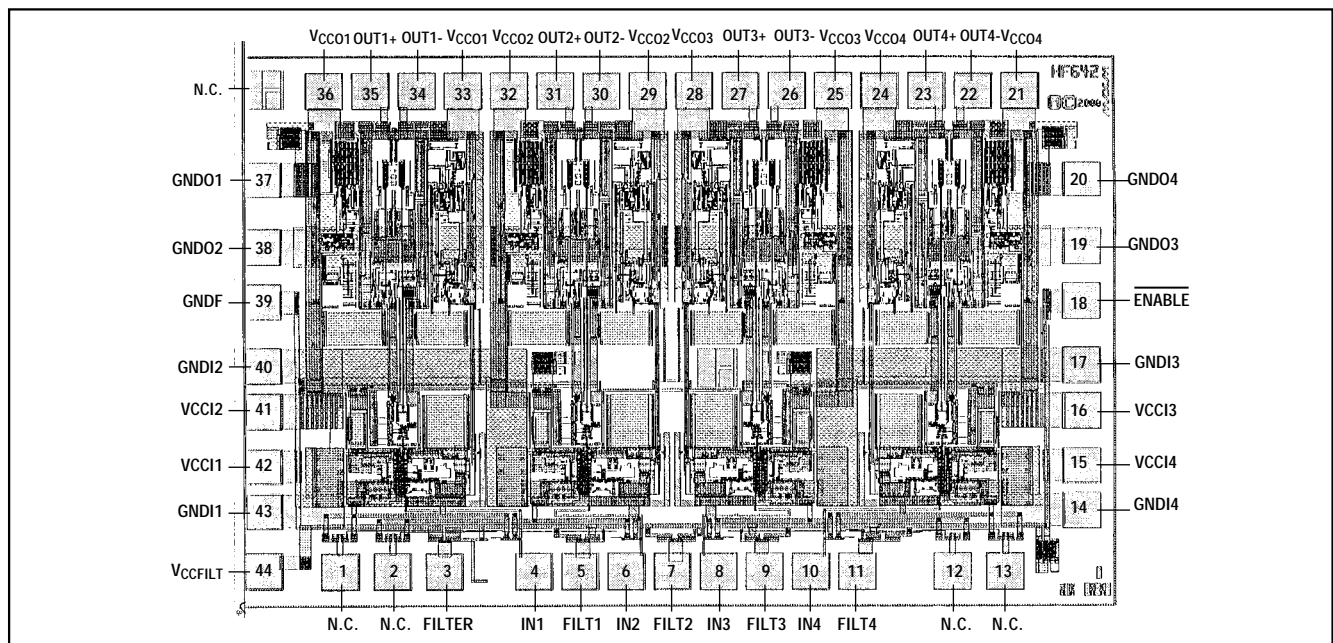 VCCO1 OUT1+ OUT1- VCCO1 VCCO2 OUT2+ OUT2- VCCO2 VCCO3 OUT3+ OUT3- VCCO3 VCCO4 OUT4+ OUT4- VCCO4
N.C. 36 35 34 33 32 31 30 29 28 27 26 25 24 23 22 21 HF642
2000
GNDO1 37 20 GNDO4
GNDO2 38 19 GNDO3
GNDF 39 18 ENABLE
GNDI2 40 17 GNDI3
VCCI2 41 16 VCCI3
VCCI1 42 15 VCCI4
GNDI1 43 14 GNDI4
VCCFILT 44 1 2 3 4 5 6 7 8 9 10 11 12 13
N.C. N.C. FILTER IN1 FILT1 IN2 FILT2 IN3 FILT3 IN4 FILT4 N.C. N.C.